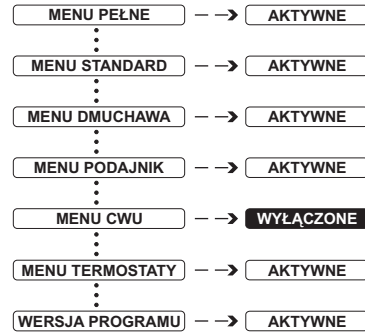 MENU PEŁNE AKTYWNE
MENU STANDARD AKTYWNE
MENU DMUCHAWA AKTYWNE
MENU PODAJNIK AKTYWNE
MENU CWU WYŁĄCZONE
MENU TERMOSTATY AKTYWNE
WERSJA PROGRAMU AKTYWNE